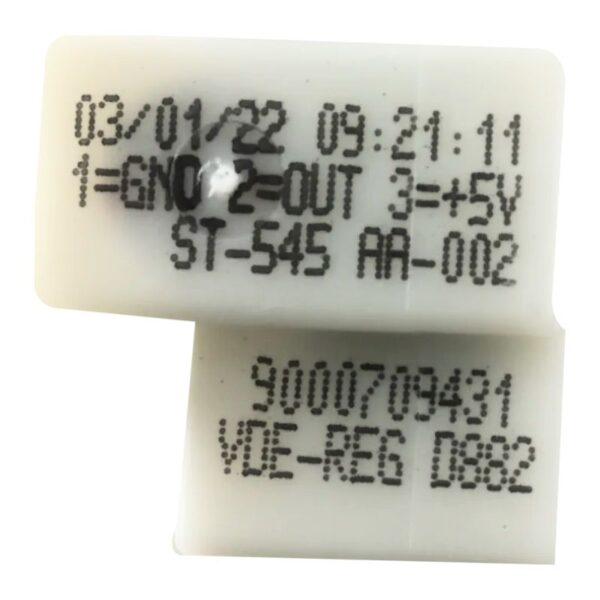 03/01/22 09:21:11
1=GND 2=OUT 3=+5V
ST-545 AA-002
9000709431
VDE-REG D882